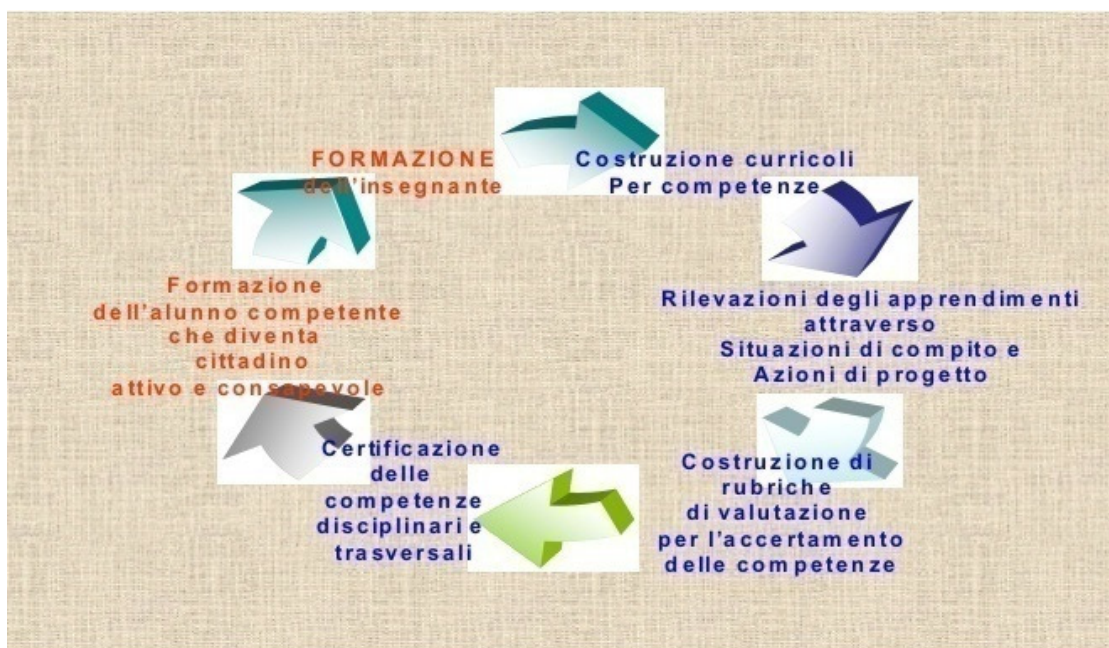 FORMAZIONE
dell'insegnante
Costruzione curricoli
Per competenze
Rilevazioni degli apprendimenti
attraverso
Situazioni di compito e
Azioni di progetto
Costruzione di
rubriche
di valutazione
per l'accertamento
delle competenze
Certificazione
delle
competenze
disciplinari e
trasversali
Formazione
dell'alunno competente
che diventa
cittadino
attivo e consapevole